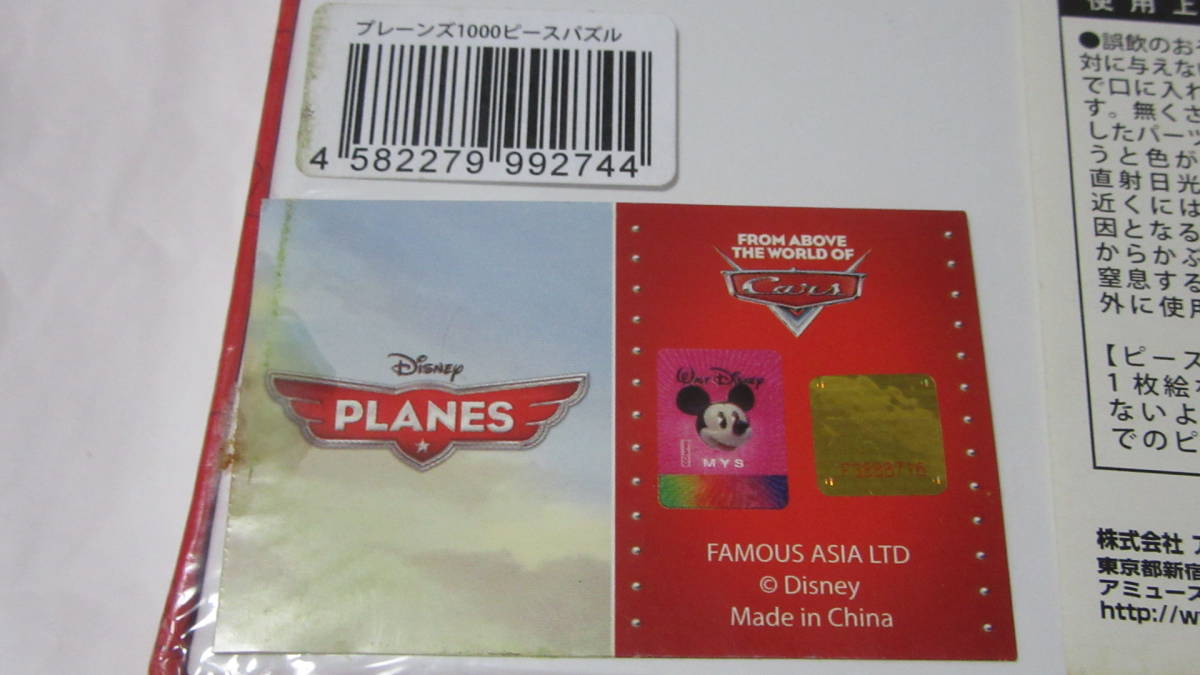 プレーンズ1000ピースパズル
4 582279 992744
DISNEY
PLANES
FROM ABOVE
THE WORLD OF
Cars
WALT DISNEY
MYS
FAMOUS ASIA LTD
© Disney
Made in China
使用上
●誤飲のおそ
対に与えな
で口に入れ
す。無くさ
したパーツ
うと色が
直射日光
近くには
因となる
からかぶ
窒息する
外に使用
【ピース
1枚絵
ないよ
でのピ
株式会社 ア
東京都新宿
アミューズ
http://w